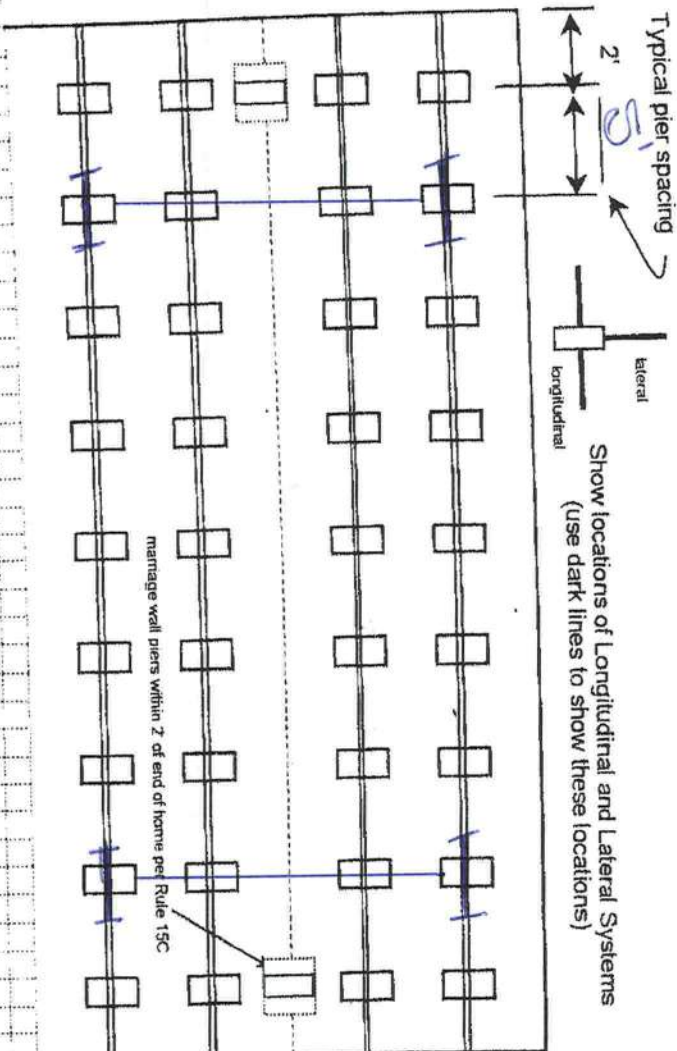 Typical pier spacing
2'
5'
lateral
longitudinal
Show locations of Longitudinal and Lateral Systems
(use dark lines to show these locations)
marriage wall piers within 2' of end of home per Rule 15C